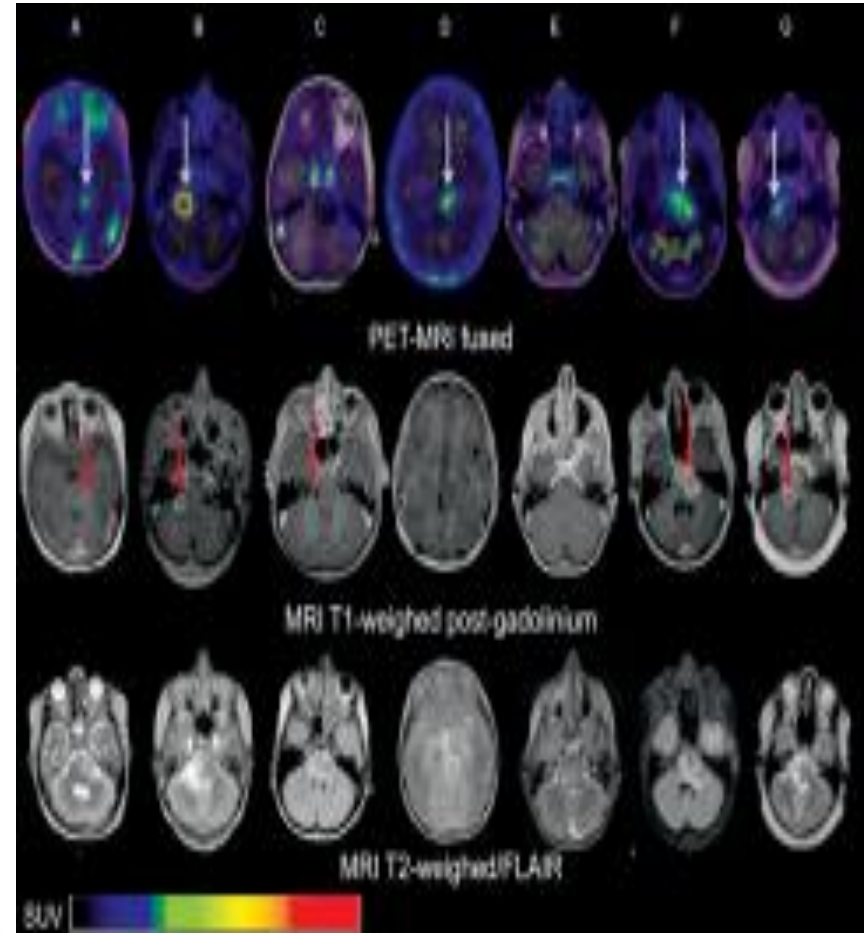 A B C D E F G
PET-MRI fused
MRI T1-weighed post-gadolinium
MRI T2-weighed/FLAIR
SUV